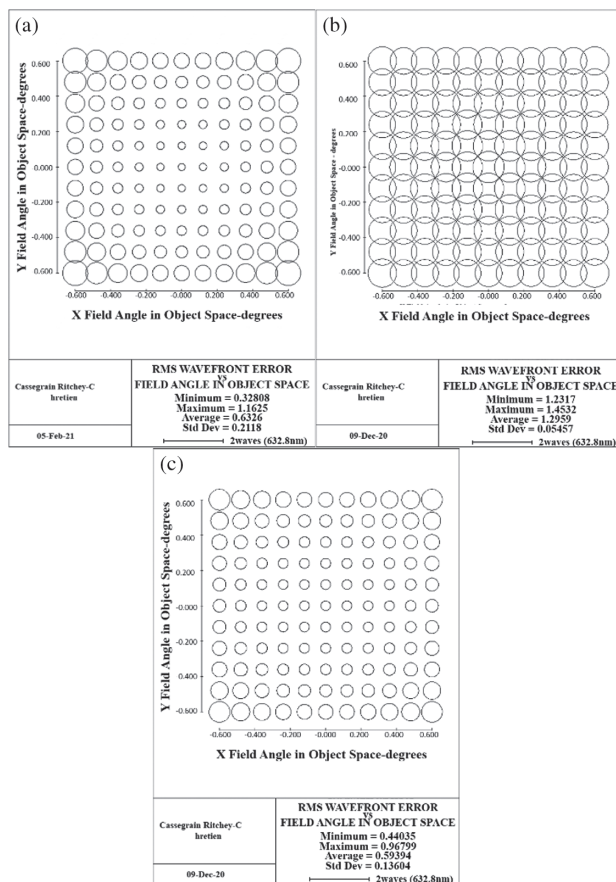 (a)
0.600
0.400
0.200
0.000
-0.200
-0.400
0.600
Y Field Angle in Object Space-degrees
-0.600 -0.400 -0.200 -0.000 0.200 0.400 0.600
X Field Angle in Object Space-degrees
Cassegrain Ritchey-C
hretien
05-Feb-21
RMS WAVEFRONT ERROR
vs
FIELD ANGLE IN OBJECT SPACE
Minimum = 0.32808
Maximum = 1.1625
Average = 0.6326
Std Dev = 0.2118
2waves (632.8nm)
(b)
0.600
0.400
0.200
0.000
-0.200
-0.400
0.600
Y Field Angle in Object Space - degrees
-0.600 -0.400 -0.200 -0.000 0.200 0.400 0.600
X Field Angle in Object Space-degrees
Cassegrain Ritchey-C
hretien
09-Dec-20
RMS WAVEFRONT ERROR
vs
FIELD ANGLE IN OBJECT SPACE
Minimum = 1.2317
Maximum = 1.4532
Average = 1.2959
Std Dev = 0.05457
2waves (632.8nm)
(c)
0.600
0.400
0.200
-0.000
-0.200
-0.400
-0.600
Y Field Angle in Object Space-degrees
-0.600 -0.400 -0.200 -0.000 0.200 0.400 0.600
X Field Angle in Object Space-degrees
Cassegrain Ritchey-C
hretien
09-Dec-20
RMS WAVEFRONT ERROR
vs
FIELD ANGLE IN OBJECT SPACE
Minimum = 0.44035
Maximum = 0.96799
Average = 0.59394
Std Dev = 0.13604
2waves (632.8nm)